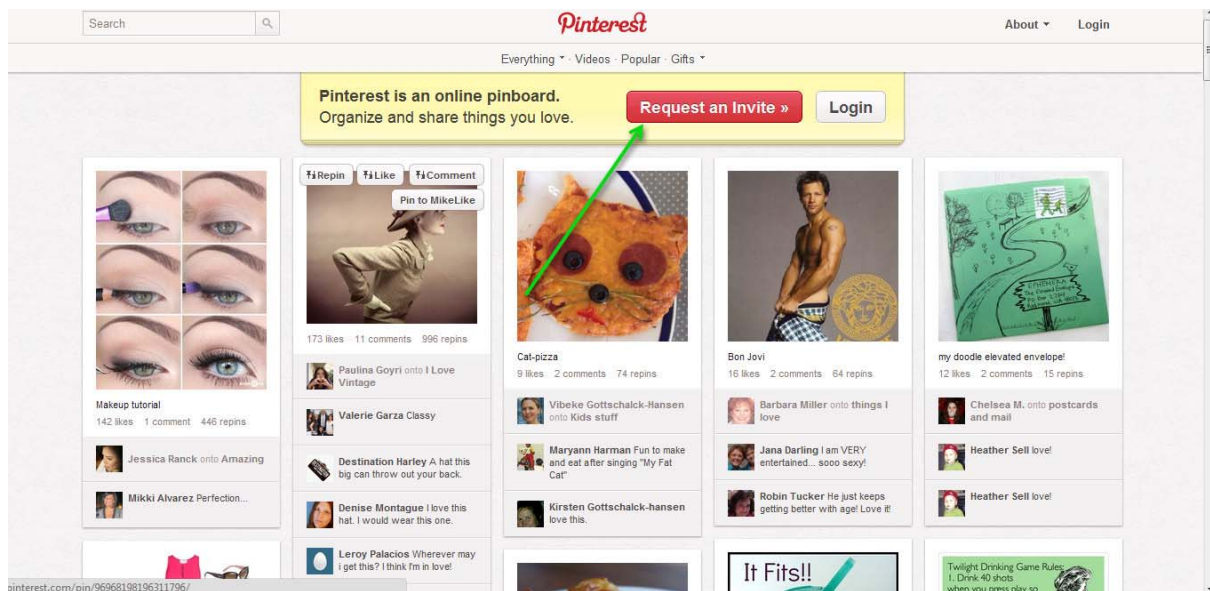 Search
Pinterest
About
Login
Everything · Videos · Popular · Gifts
Pinterest is an online pinboard.
Organize and share things you love.
Request an Invite »
Login
Makeup tutorial
142 likes 1 comment 446 repins
Jessica Ranck onto Amazing
Mikki Alvarez Perfection...
Repin
Like
Comment
Pin to MikeLike
173 likes 11 comments 996 repins
Paulina Goyri onto I Love
Vintage
Valerie Garza Classy
Destination Harley A hat this
big can throw out your back.
Denise Montague I love this
hat. I would wear this one.
Leroy Palacios Wherever may
i get this? I think I'm in love!
Cat-pizza
9 likes 2 comments 74 repins
Vibeke Gottschalck-Hansen
onto Kids stuff
Maryann Harman Fun to make
and eat after singing "My Fat
Cat"
Kirsten Gottschalck-hansen
love this.
Bon Jovi
16 likes 2 comments 64 repins
Barbara Miller onto things I
love
Jana Darling I am VERY
entertained... sooo sexy!
Robin Tucker He just keeps
getting better with age! Love it!
It Fits!!
EPHEMERA
my doodle elevated envelope!
12 likes 2 comments 15 repins
Chelsea M. onto postcards
and mail
Heather Sell love!
Heather Sell love!
Twilight Drinking Game Rules:
1. Drink 40 shots
when you press play so
pinterest.com/pin/96968198196311796/